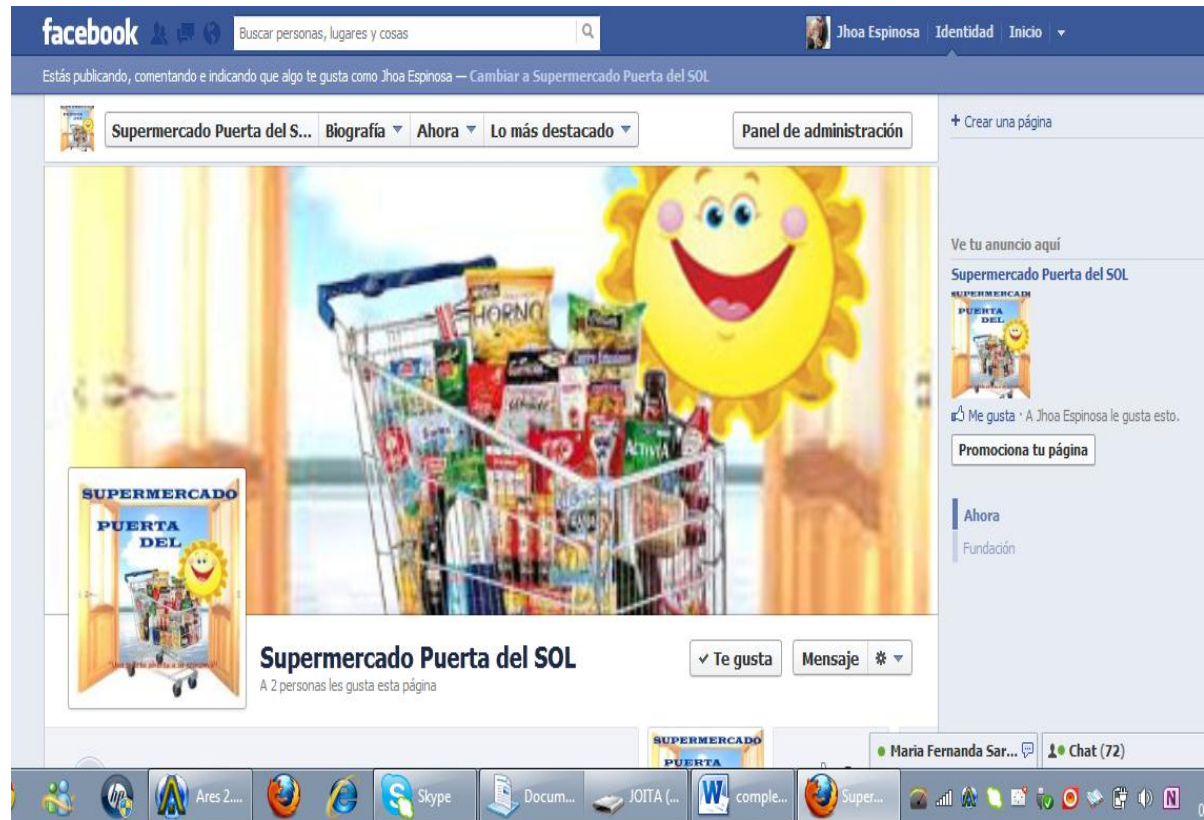 facebook
Buscar personas, lugares y cosas
Jhoa Espinosa Identidad Inicio
Estás publicando, comentando e indicando que algo te gusta como Jhoa Espinosa — Cambiar a Supermercado Puerta del SOL
Supermercado Puerta del S... Biografía Ahora Lo más destacado
Panel de administración
+ Crear una página
Ve tu anuncio aquí
Supermercado Puerta del SOL
SUPERMERCADO
PUERTA
DEL
Me gusta · A Jhoa Espinosa le gusta esto.
Promociona tu página
Ahora
Fundación
HORNO
ACTIVIA
SUPERMERCADO
PUERTA
DEL
Supermercado Puerta del SOL
A 2 personas les gusta esta página
✓ Te gusta
Mensaje
SUPERMERCADO
PUERTA
Maria Fernanda Sar...
Chat (72)
Ares 2....
Skype
Docum...
JOITA (...
comple...
Super...